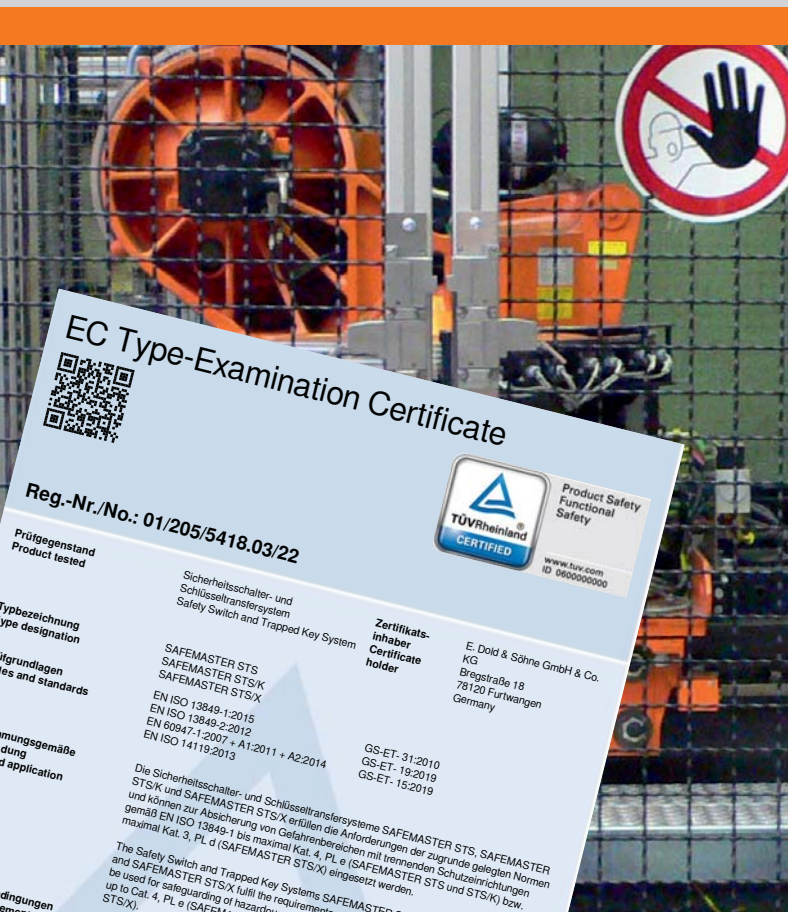 EC Type-Examination Certificate
Reg.-Nr./No.: 01/205/5418.03/22
TÜVRheinland®
CERTIFIED
Product Safety
Functional
Safety
www.tuv.com
ID 0600000000
Prüfgegenstand
Product tested
Sicherheitsschalter- und
Schlüsseltransfersystem
Safety Switch and Trapped Key System
Zertifikats-
inhaber
Certificate
holder
E. Dold & Söhne GmbH & Co.
KG
Bregstraße 18
78120 Furtwangen
Germany
Typbezeichnung
ype designation
SAFEMASTER STS
SAFEMASTER STS/K
SAFEMASTER STS/X
üfgrundlagen
des and standards
EN ISO 13849-1:2015
EN ISO 13849-2:2012
EN 60947-1:2007 + A1:2011 + A2:2014
EN ISO 14119:2013
GS-ET- 31:2010
GS-ET- 19:2019
GS-ET- 15:2019
mmungsgemäße
dung
d application
Die Sicherheitsschalter- und Schlüsseltransfersysteme SAFEMASTER STS, SAFEMASTER
STS/K und SAFEMASTER STS/X erfüllen die Anforderungen der zugrunde gelegten Normen
und können zur Absicherung von Gefahrenbereichen mit trennenden Schutzeinrichtungen
gemäß EN ISO 13849-1 bis maximal Kat. 4, PL e (SAFEMASTER STS und STS/K) bzw.
maximal Kat. 3, PL d (SAFEMASTER STS/X) eingesetzt werden.
The Safety Switch and Trapped Key Systems SAFEMASTER
and SAFEMASTER STS/X fulfil the requirements
be used for safeguarding of hazardou
up to Cat. 4, PL e (SAFEM
STS/X).
dingungen